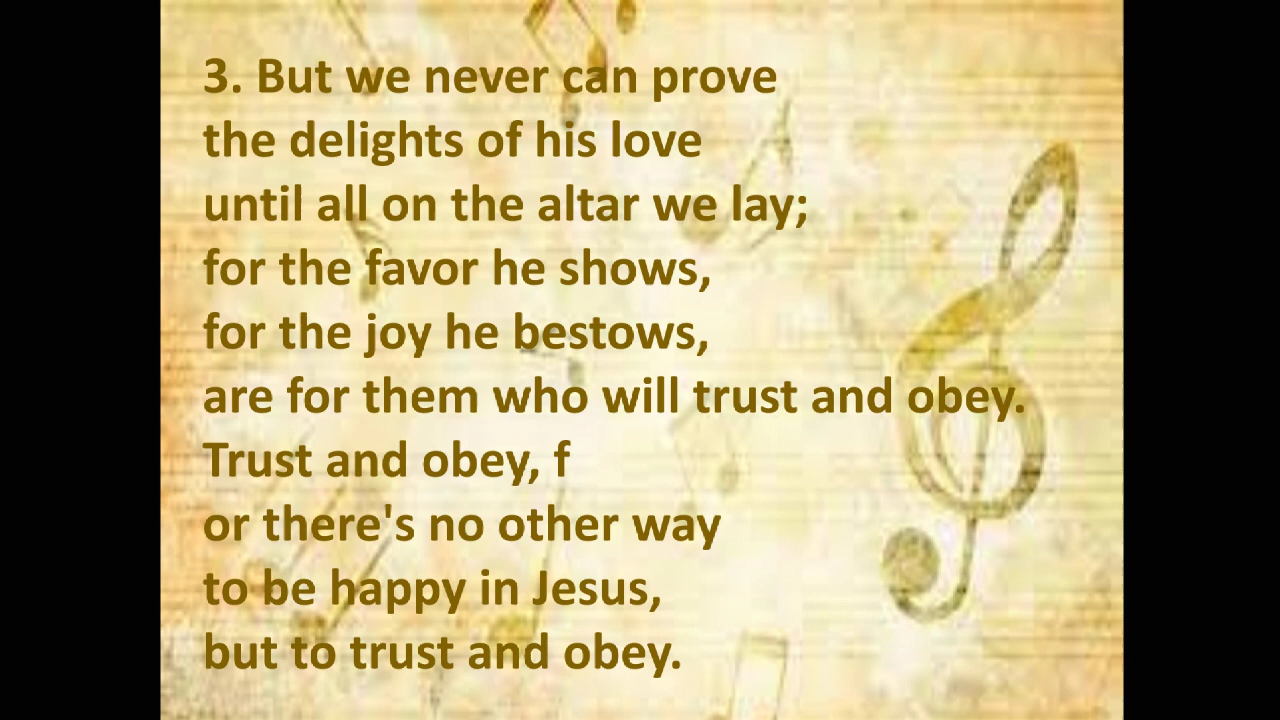 3. But we never can prove
the delights of his love
until all on the altar we lay;
for the favor he shows,
for the joy he bestows,
are for them who will trust and obey.
Trust and obey, f
or there's no other way
to be happy in Jesus,
but to trust and obey.